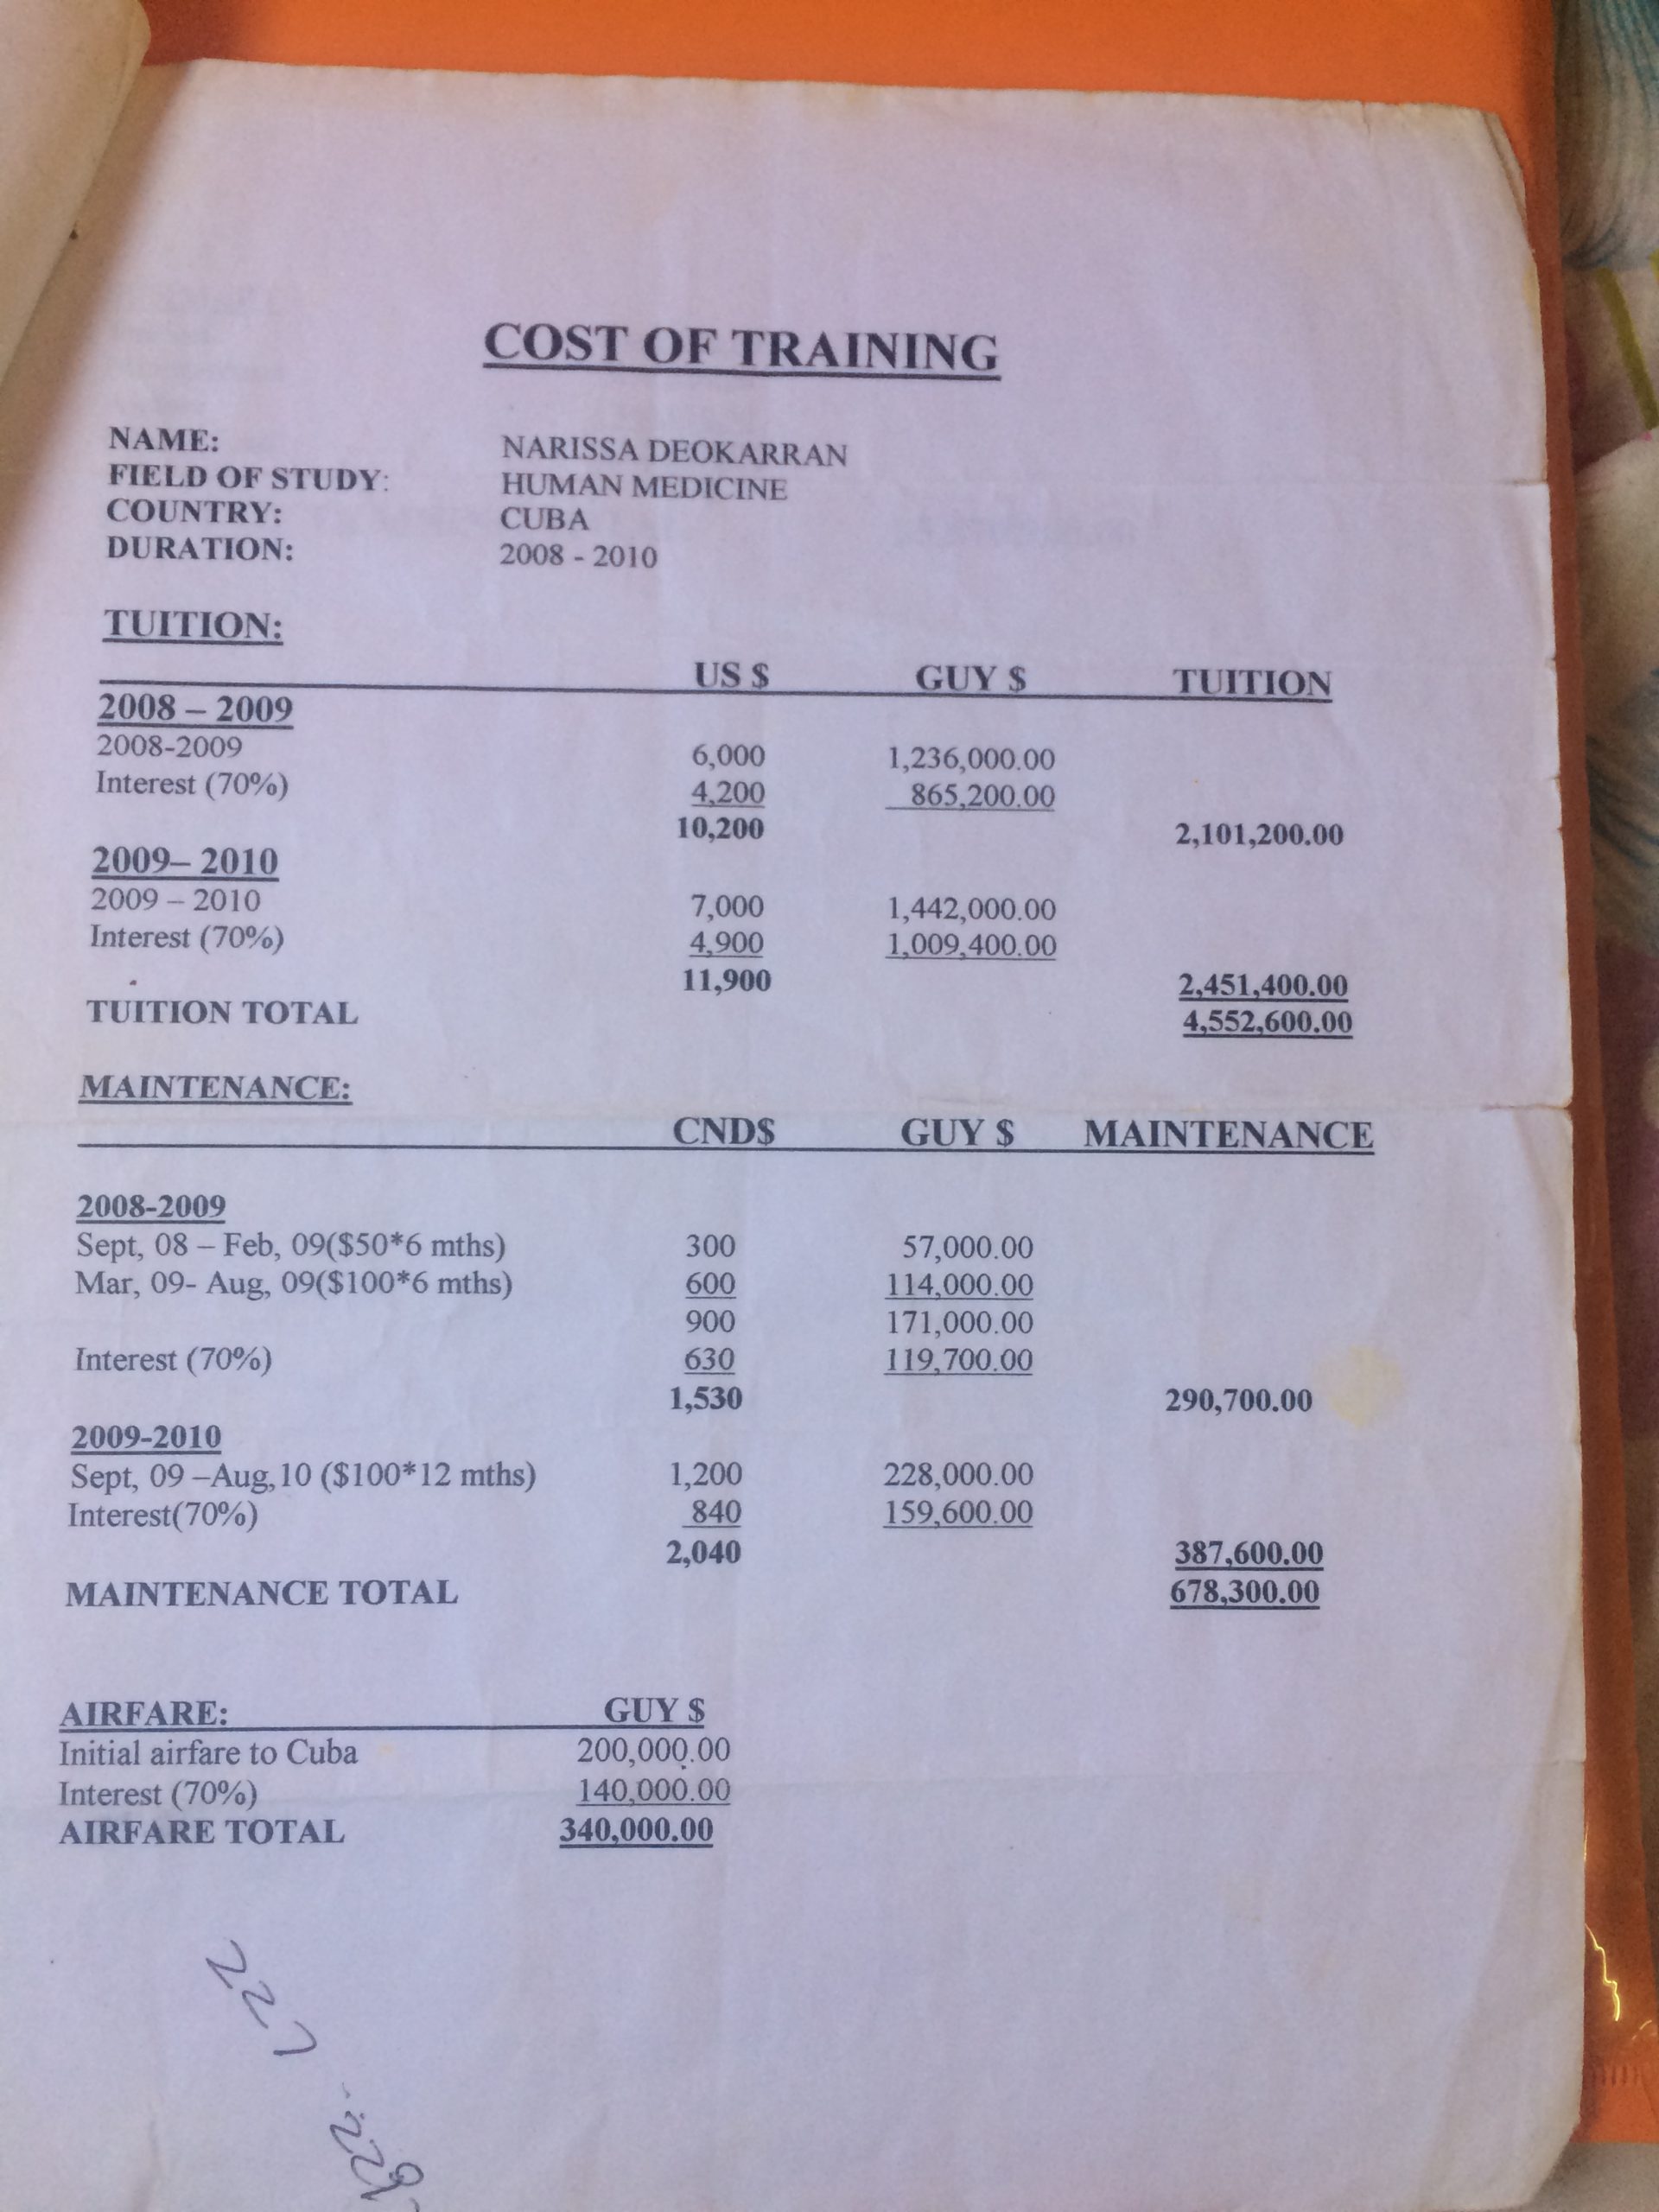 COST OF TRAINING
NAME: NARISSA DEOKARRAN
FIELD OF STUDY: HUMAN MEDICINE
COUNTRY: CUBA
DURATION: 2008 - 2010
TUITION:
US $ GUY $ TUITION
2008 – 2009
2008-2009 6,000 1,236,000.00
Interest (70%) 4,200 865,200.00
10,200 2,101,200.00
2009– 2010
2009 – 2010 7,000 1,442,000.00
Interest (70%) 4,900 1,009,400.00
11,900 2,451,400.00
TUITION TOTAL 4,552,600.00
MAINTENANCE:
CND$ GUY $ MAINTENANCE
2008-2009
Sept, 08 – Feb, 09($50*6 mths) 300 57,000.00
Mar, 09- Aug, 09($100*6 mths) 600 114,000.00
900 171,000.00
Interest (70%) 630 119,700.00
1,530 290,700.00
2009-2010
Sept, 09 –Aug,10 ($100*12 mths) 1,200 228,000.00
Interest(70%) 840 159,600.00
2,040 387,600.00
MAINTENANCE TOTAL 678,300.00
AIRFARE: GUY $
Initial airfare to Cuba 200,000.00
Interest (70%) 140,000.00
AIRFARE TOTAL 340,000.00
227